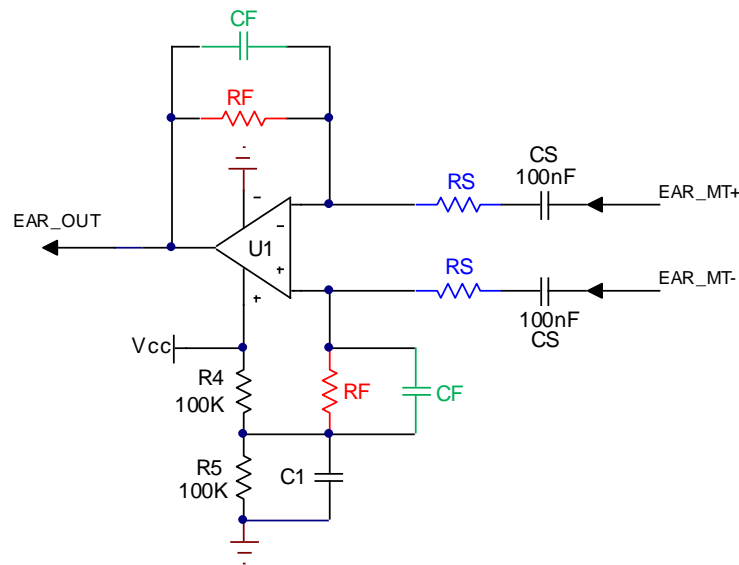 CF
RF
CS
100nF
RS
EAR_MT+
EAR_OUT
-
-
U1
+
+
RS
EAR_MT-
100nF
CS
Vcc
R4
100K
RF
CF
R5
100K
C1